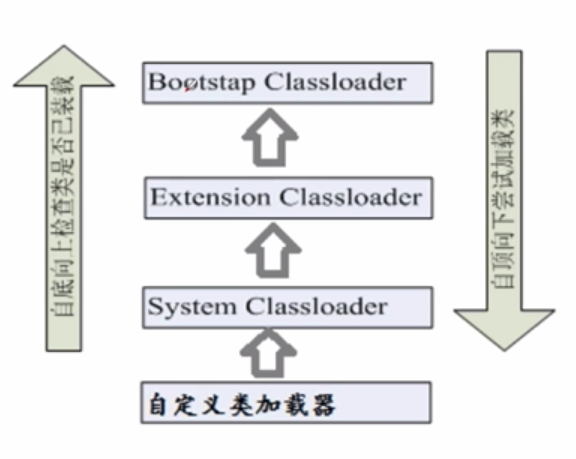 自底向上检查类是否已装载
Bootstap Classloader
Extension Classloader
System Classloader
自定义类加载器
自顶向下尝试加载类